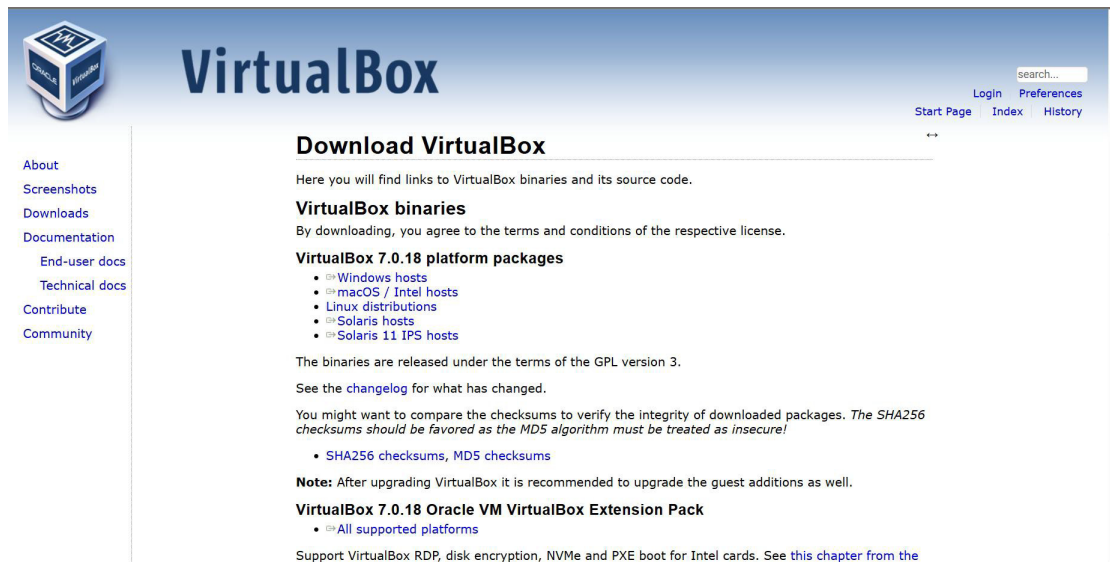 VirtualBox
search...
Login Preferences
Start Page Index History
About
Screenshots
Downloads
Documentation
End-user docs
Technical docs
Contribute
Community
Download VirtualBox
Here you will find links to VirtualBox binaries and its source code.
VirtualBox binaries
By downloading, you agree to the terms and conditions of the respective license.
VirtualBox 7.0.18 platform packages
Windows hosts
macOS / Intel hosts
Linux distributions
Solaris hosts
Solaris 11 IPS hosts
The binaries are released under the terms of the GPL version 3.
See the changelog for what has changed.
You might want to compare the checksums to verify the integrity of downloaded packages. The SHA256
checksums should be favored as the MD5 algorithm must be treated as insecure!
SHA256 checksums, MD5 checksums
Note: After upgrading VirtualBox it is recommended to upgrade the guest additions as well.
VirtualBox 7.0.18 Oracle VM VirtualBox Extension Pack
All supported platforms
Support VirtualBox RDP, disk encryption, NVMe and PXE boot for Intel cards. See this chapter from the